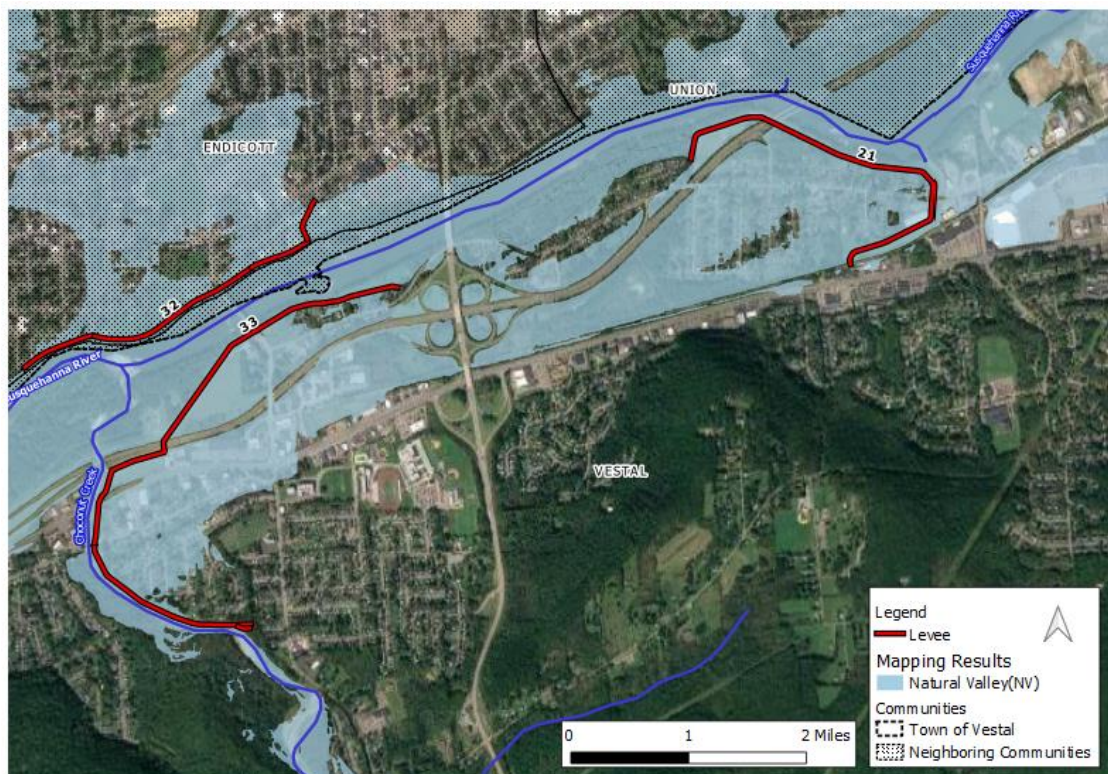 Susquehanna River
UNION
ENDICOTT
21
32
33
Susquehanna River
Choconut Creek
VESTAL
Legend
Levee
Mapping Results
Natural Valley(NV)
Communities
Town of Vestal
Neighboring Communities
0 1 2 Miles